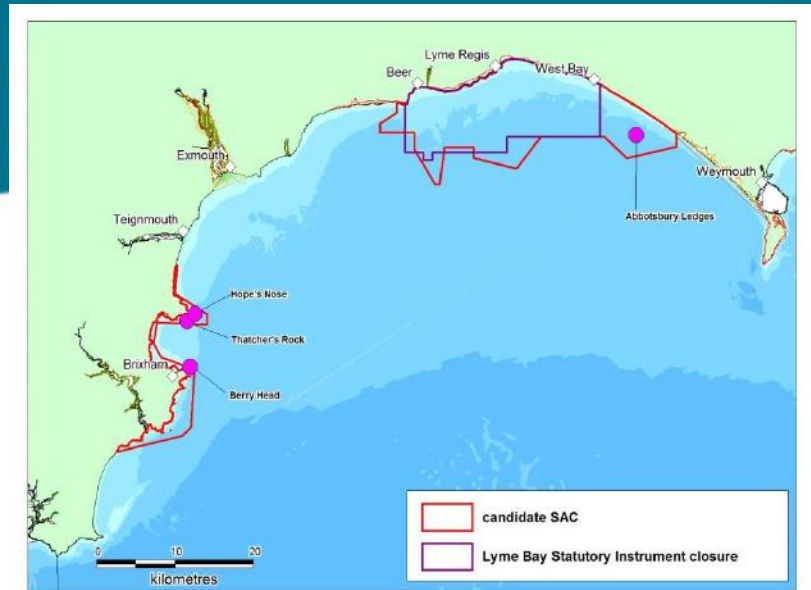 Lyme Regis
Beer
West Bay
Exmouth
Weymouth
Teignmouth
Abbotsbury Ledges
Hope's Nose
Thatcher's Rock
Brixham
Berry Head
candidate SAC
Lyme Bay Statutory Instrument closure
0 10 20
kilometres